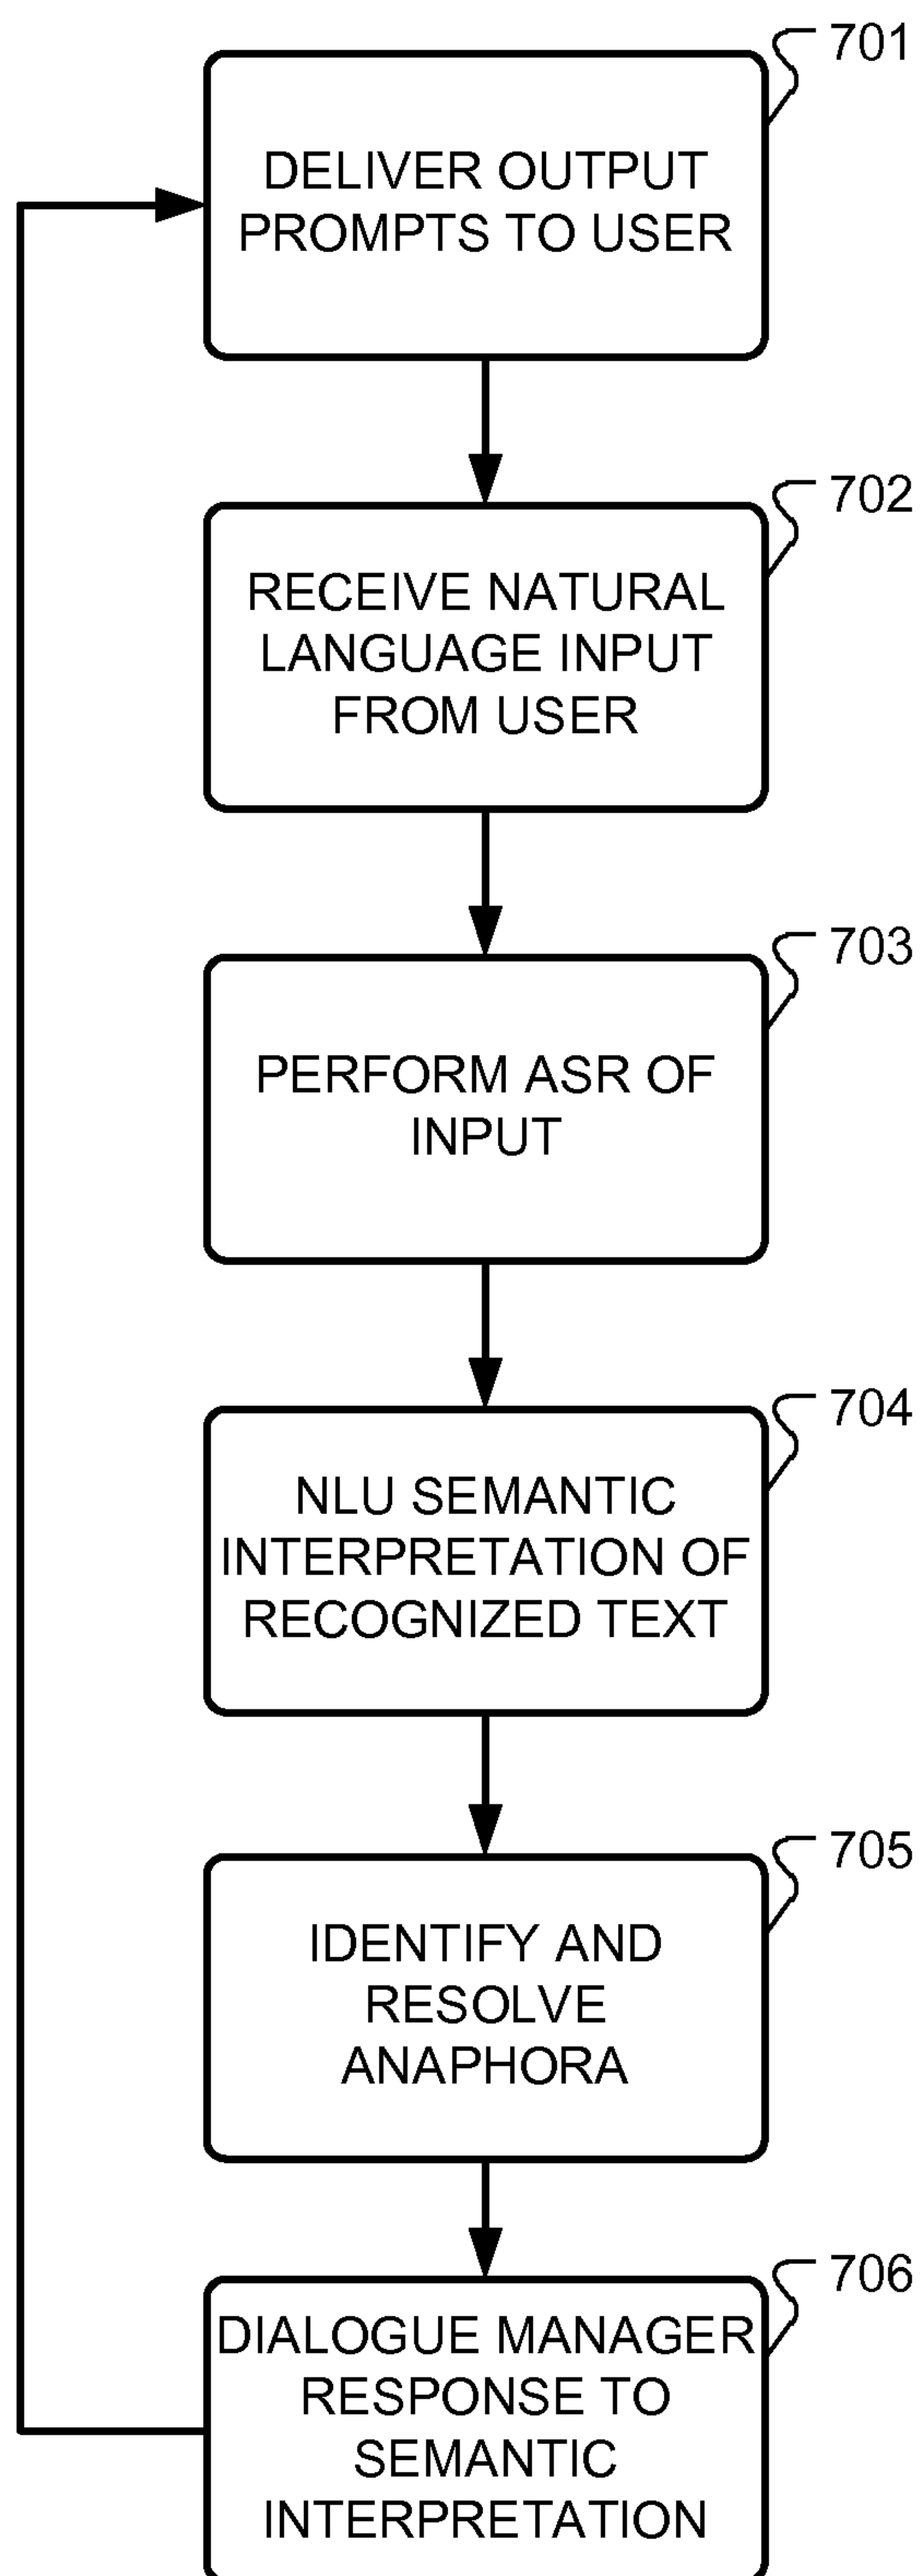 701
DELIVER OUTPUT
PROMPTS TO USER
702
RECEIVE NATURAL
LANGUAGE INPUT
FROM USER
703
PERFORM ASR OF
INPUT
704
NLU SEMANTIC
INTERPRETATION OF
RECOGNIZED TEXT
705
IDENTIFY AND
RESOLVE
ANAPHORA
706
DIALOGUE MANAGER
RESPONSE TO
SEMANTIC
INTERPRETATION